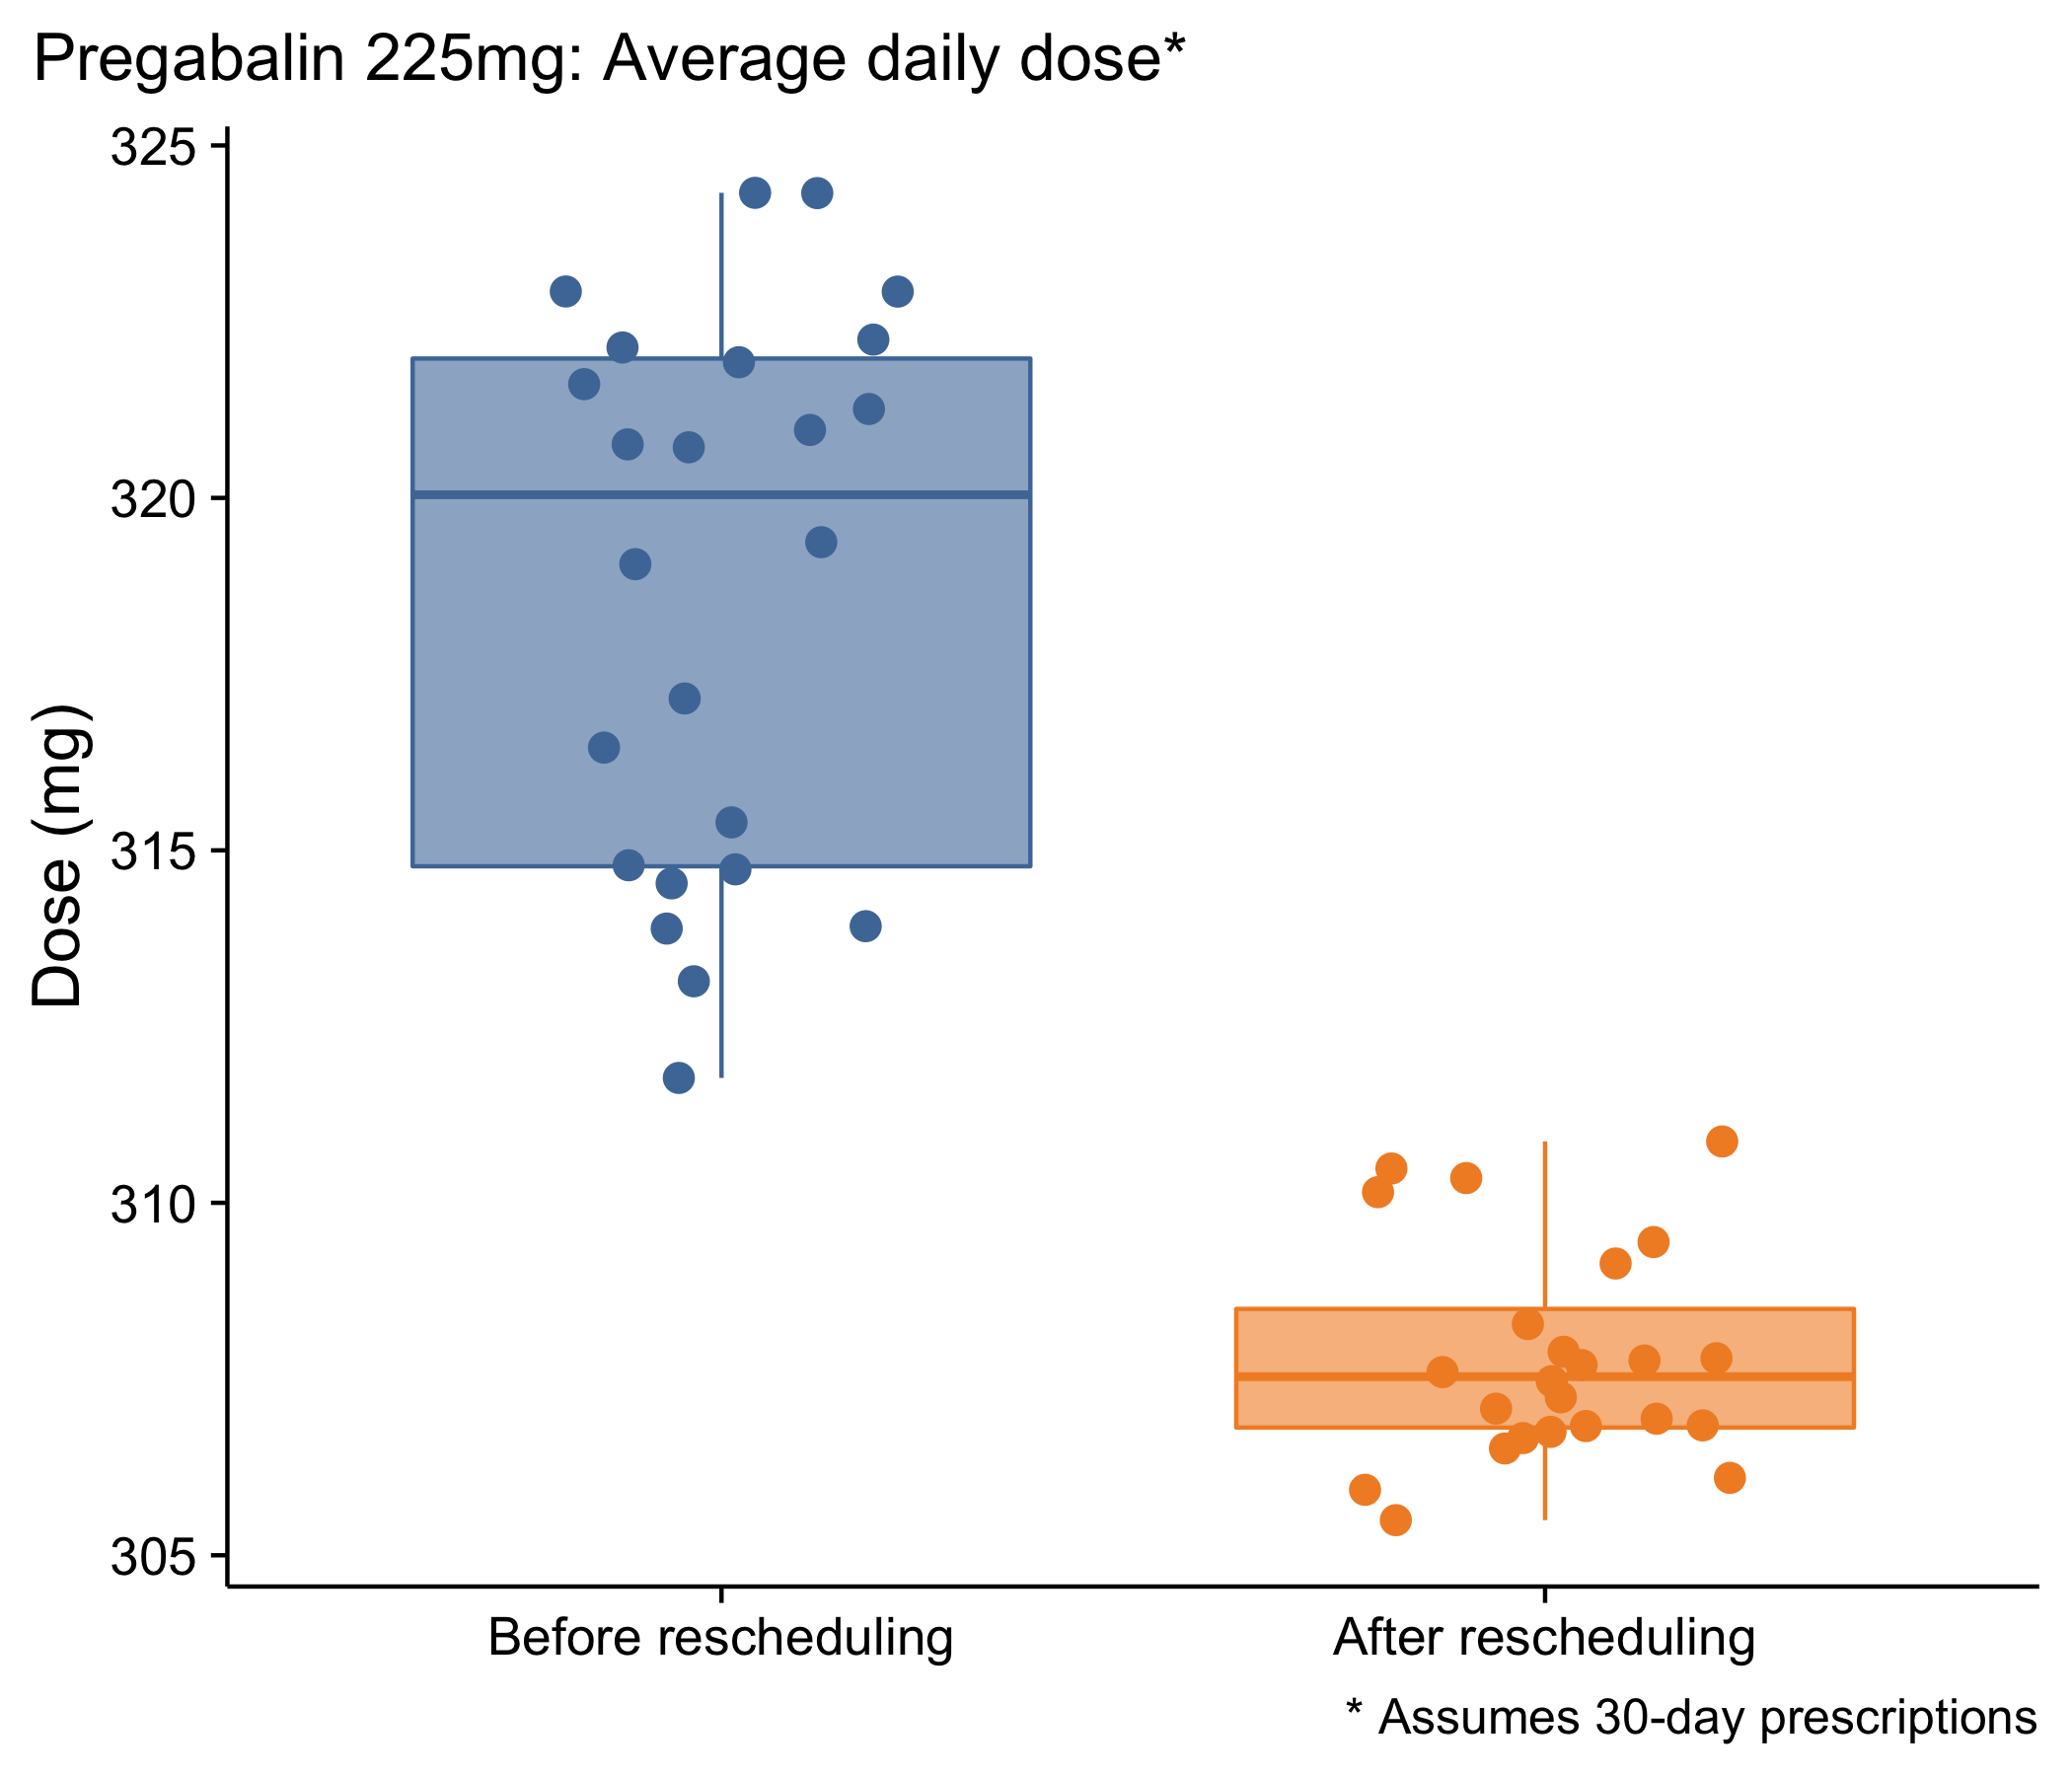 Pregabalin 225mg: Average daily dose*
325
320
315
310
305
Dose (mg)
Before rescheduling
After rescheduling
* Assumes 30-day prescriptions